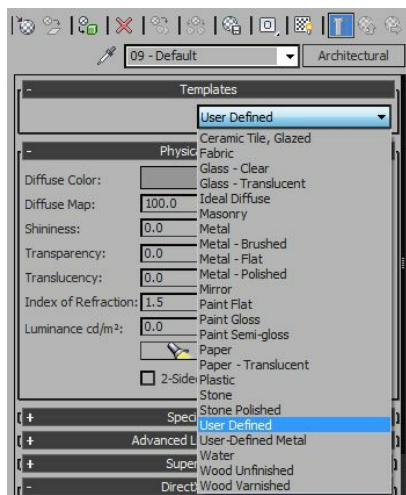 09 - Default Architectural
- Templates
User Defined
Ceramic Tile, Glazed
Fabric
Glass - Clear
Glass - Translucent
Ideal Diffuse
Masonry
Metal
Metal - Brushed
Metal - Flat
Metal - Polished
Mirror
Paint Flat
Paint Gloss
Paint Semi-gloss
Paper
Paper - Translucent
Plastic
Stone
Stone Polished
User Defined
User-Defined Metal
Water
Wood Unfinished
Wood Varnished
- Physic
Diffuse Color:
Diffuse Map: 100.0
Shininess: 0.0
Transparency: 0.0
Translucency: 0.0
Index of Refraction: 1.5
Luminance cd/m²: 0.0
2-Side
+ Speci
+ Advanced L
+ Super
- Direct